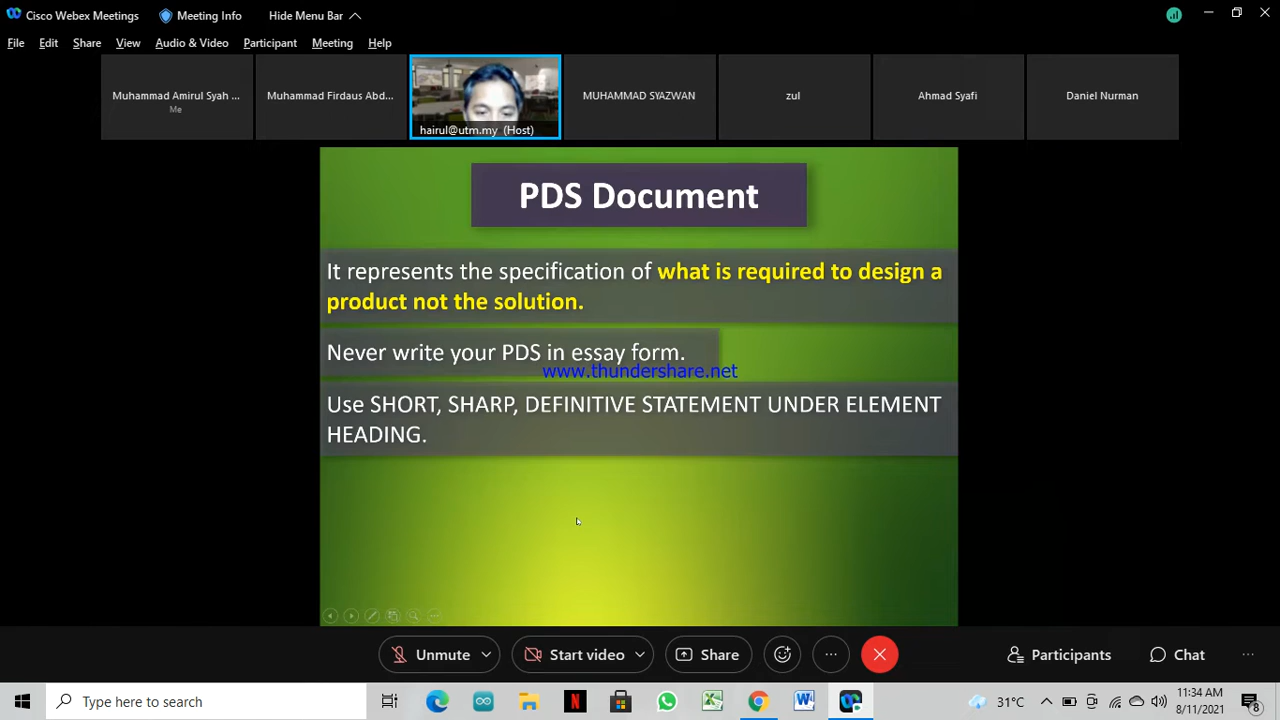 Cisco Webex Meetings Meeting Info Hide Menu Bar
File Edit Share View Audio & Video Participant Meeting Help
Muhammad Amirul Syah ...
Me
Muhammad Firdaus Abd...
hairul@utm.my (Host)
MUHAMMAD SYAZWAN
zul
Ahmad Syafi
Daniel Nurman
PDS Document
It represents the specification of what is required to design a
product not the solution.
Never write your PDS in essay form.
www.thundershare.net
Use SHORT, SHARP, DEFINITIVE STATEMENT UNDER ELEMENT
HEADING.
Unmute Start video Share Participants Chat
Type here to search
31°C
11:34 AM
8/11/2021
8